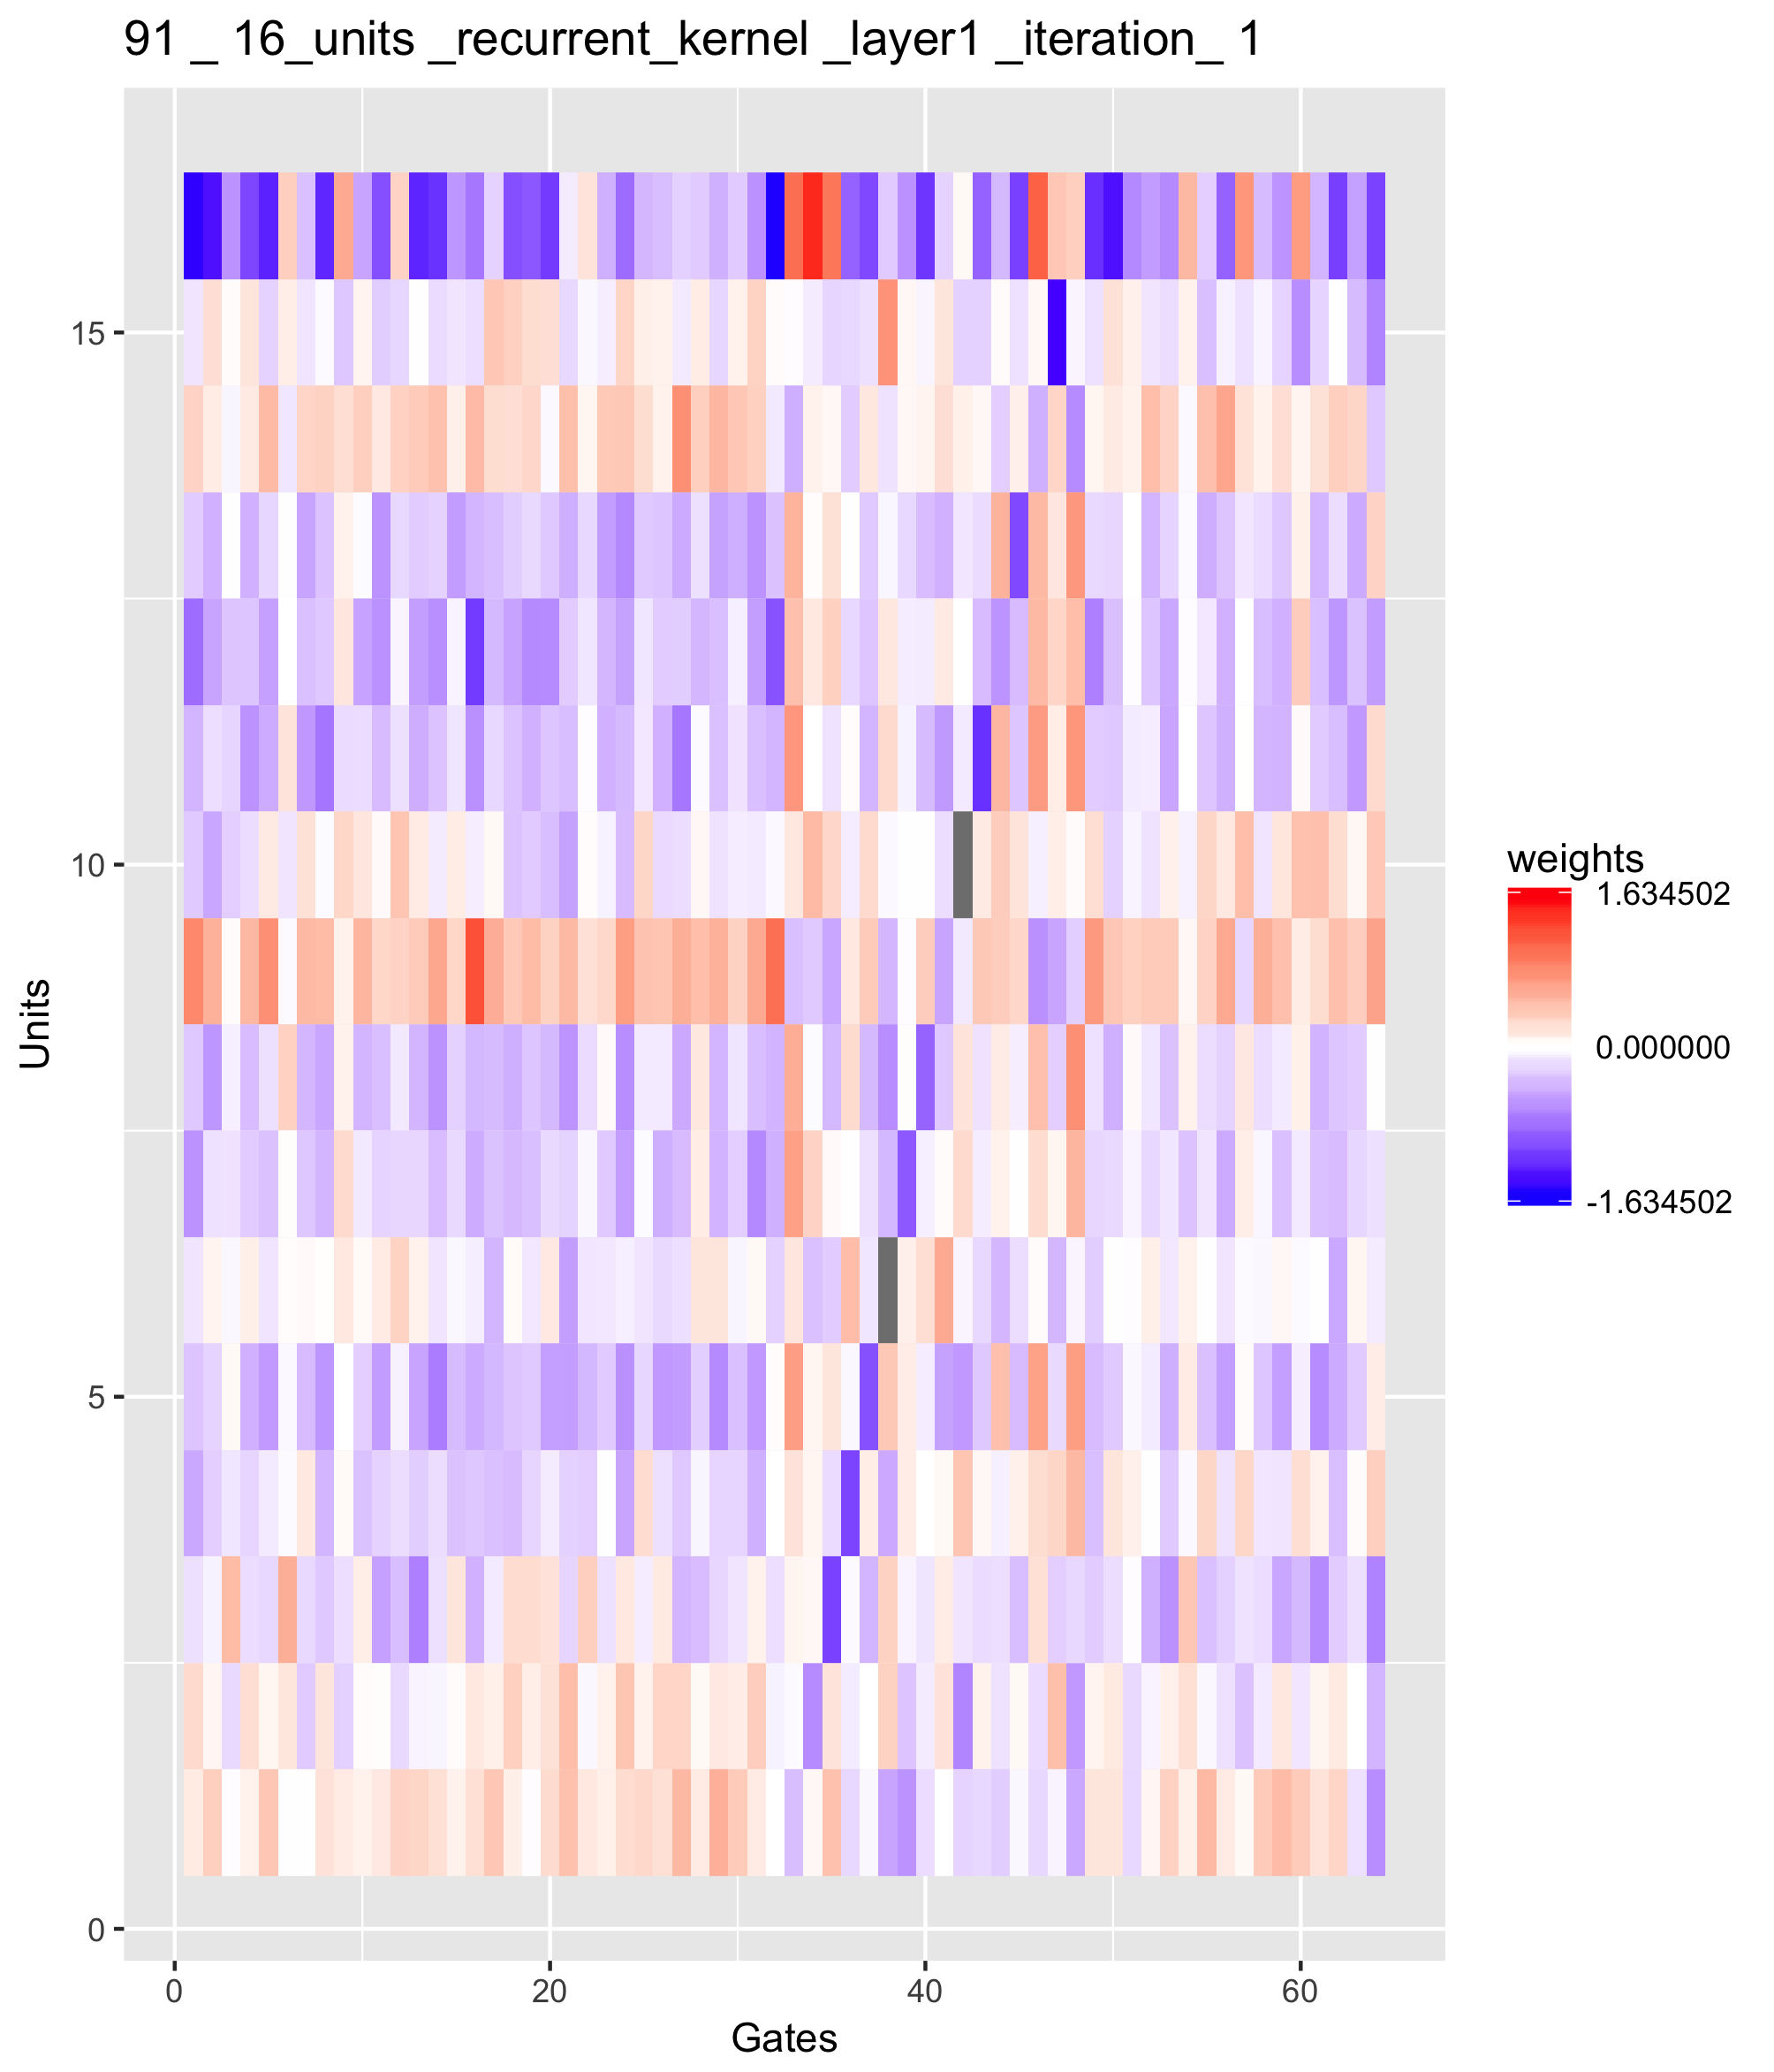 91 _ 16_units _recurrent_kernel _layer1 _iteration_ 1
15
10
5
0
Units
0 20 40 60
Gates
weights
1.634502
0.000000
-1.634502